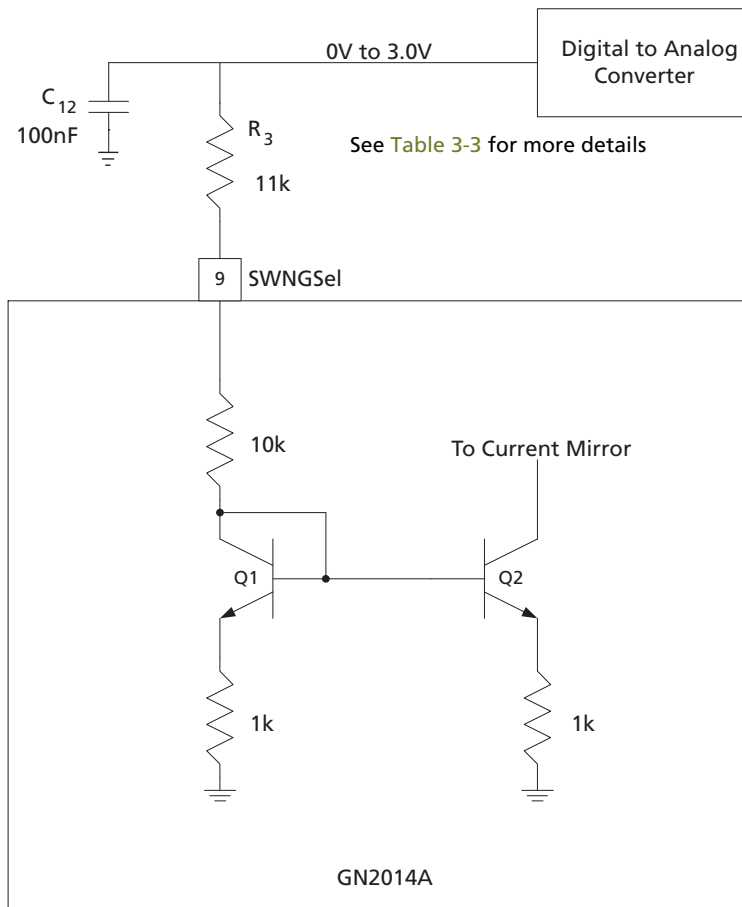 0V to 3.0V
Digital to Analog
Converter
C12
100nF
R3
11k
See Table 3-3 for more details
9
SWNGSel
10k
To Current Mirror
Q1
Q2
1k
1k
GN2014A